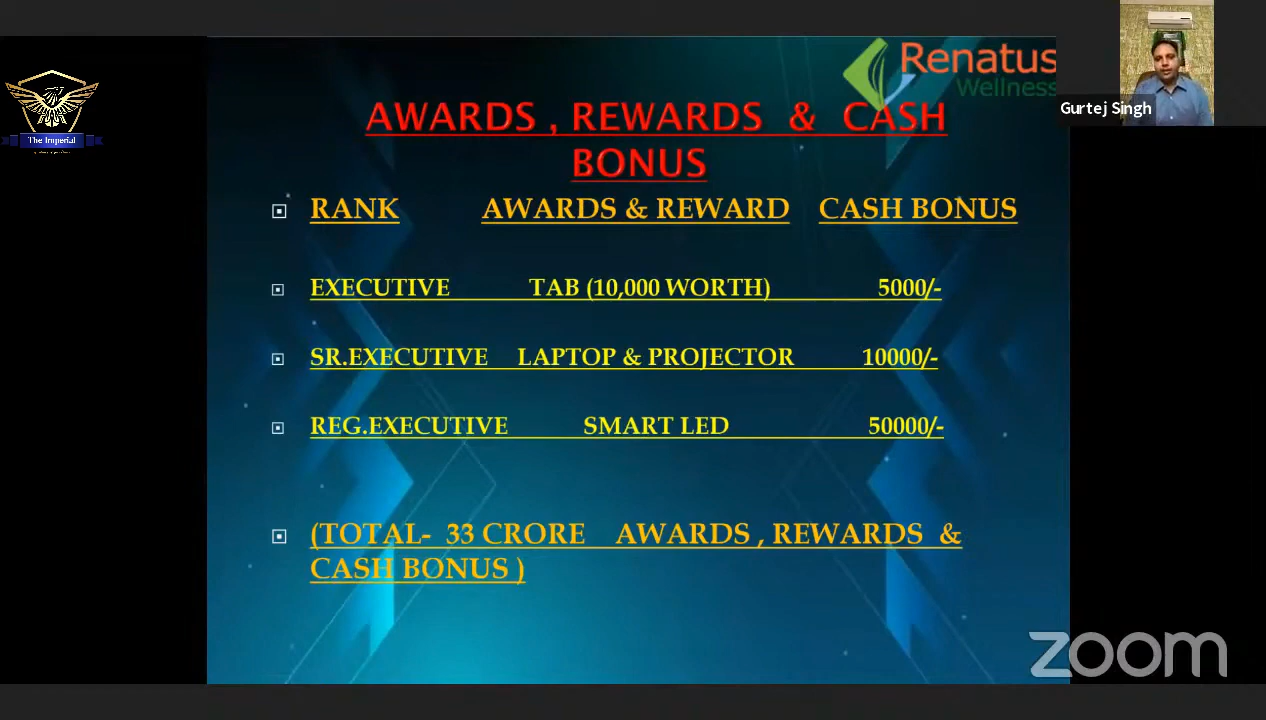 Renatus
Wellness
Gurtej Singh
The Imperial
AWARDS , REWARDS & CASH
BONUS
RANK AWARDS & REWARD CASH BONUS
EXECUTIVE TAB (10,000 WORTH) 5000/-
SR.EXECUTIVE LAPTOP & PROJECTOR 10000/-
REG.EXECUTIVE SMART LED 50000/-
(TOTAL- 33 CRORE AWARDS , REWARDS &
CASH BONUS )
zoom